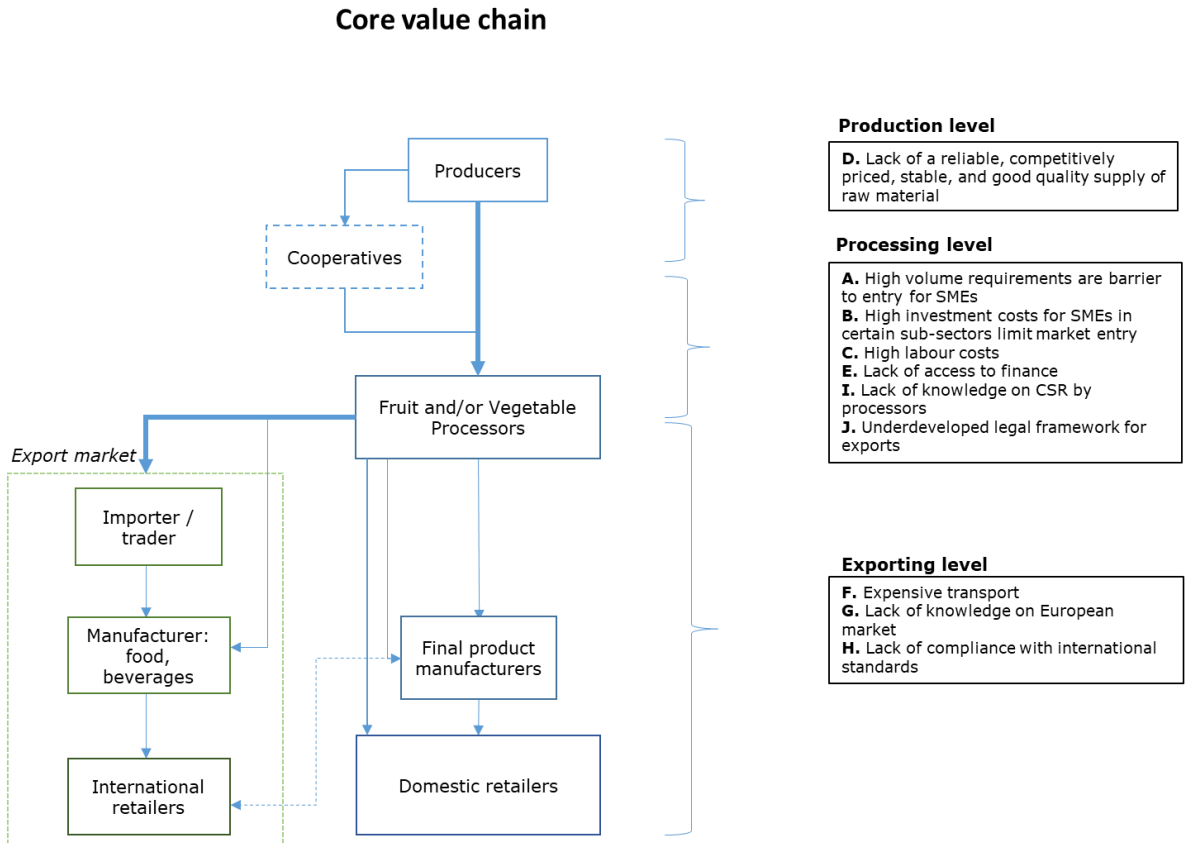 Core value chain
Producers
Cooperatives
Fruit and/or Vegetable
Processors
Export market
Importer /
trader
Manufacturer:
food,
beverages
International
retailers
Final product
manufacturers
Domestic retailers
Production level
D. Lack of a reliable, competitively
priced, stable, and good quality supply of
raw material
Processing level
A. High volume requirements are barrier
to entry for SMEs
B. High investment costs for SMEs in
certain sub-sectors limit market entry
C. High labour costs
E. Lack of access to finance
I. Lack of knowledge on CSR by
processors
J. Underdeveloped legal framework for
exports
Exporting level
F. Expensive transport
G. Lack of knowledge on European
market
H. Lack of compliance with international
standards